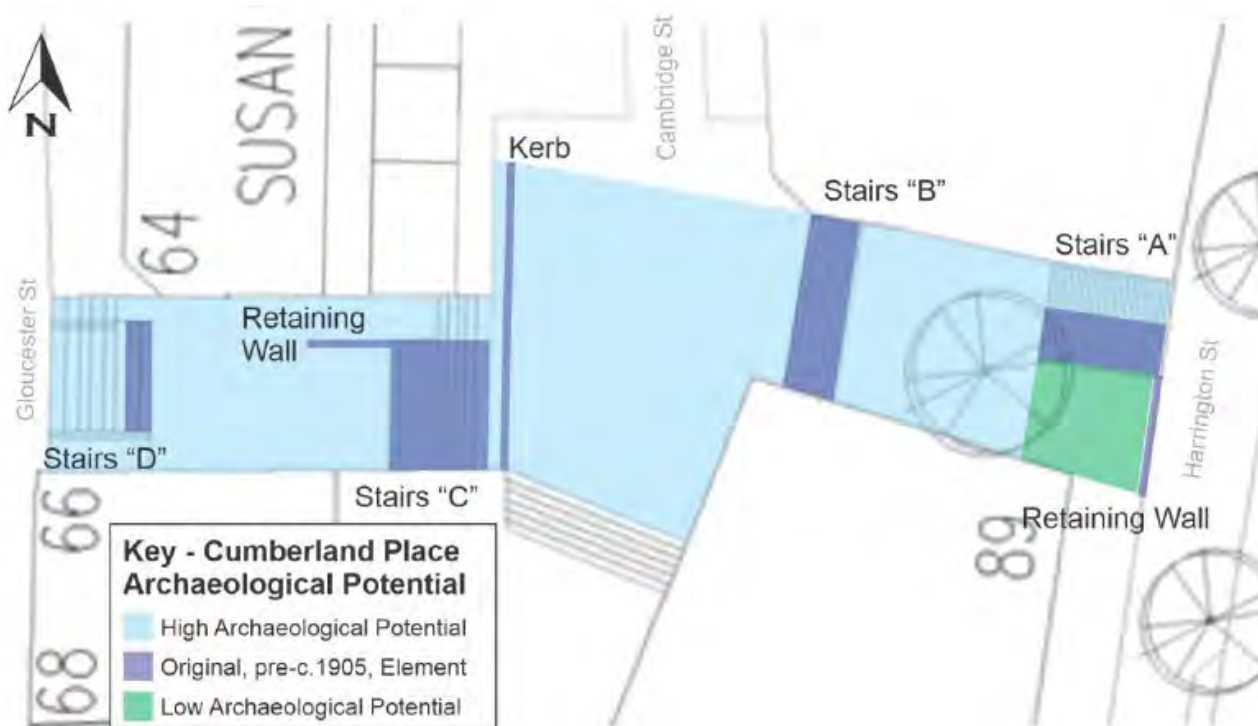 SUSAN
Cambridge St
N
Kerb
64
Stairs “B”
Stairs “A”
Gloucester St
Retaining
Wall
Harrington St
Stairs “D”
Stairs “C”
66
Retaining Wall
89
Key - Cumberland Place
Archaeological Potential
High Archaeological Potential
68
Original, pre-c.1905, Element
Low Archaeological Potential